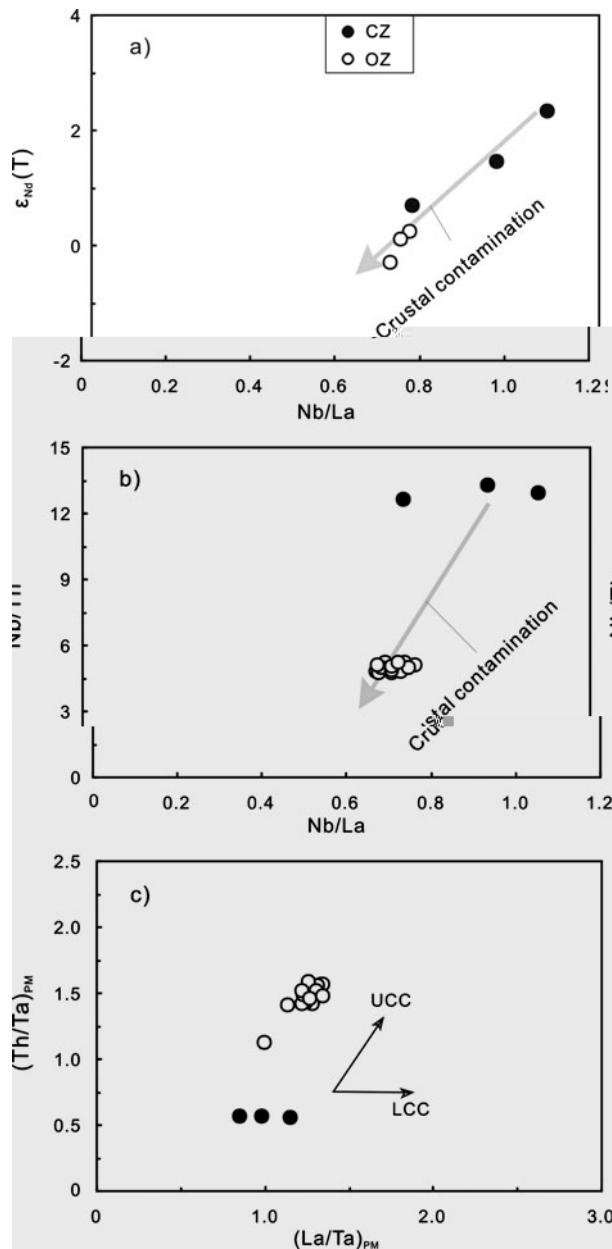 4
a)
CZ
OZ
2
εNd(T)
0
Crustal contamination
-2
0 0.2 0.4 0.6 0.8 1.0 1.2
Nb/La
15
b)
12
9
6
Crustal contamination
3
0
0 0.2 0.4 0.6 0.8 1.0 1.2
Nb/La
2.5
c)
2.0
(Th/Ta)PM
1.5
UCC
1.0
LCC
0.5
0
0 1.0 2.0 3.0
(La/Ta)PM